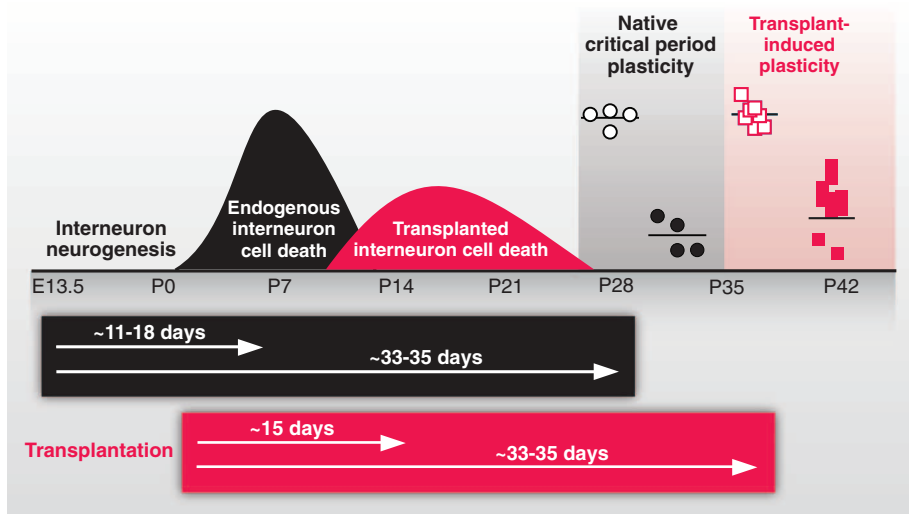 Native
critical period
plasticity
Transplant-
induced
plasticity
Interneuron
neurogenesis
Endogenous
interneuron
cell death
Transplanted
interneuron cell death
E13.5 P0 P7 P14 P21 P28 P35 P42
~11-18 days
~33-35 days
Transplantation
~15 days
~33-35 days